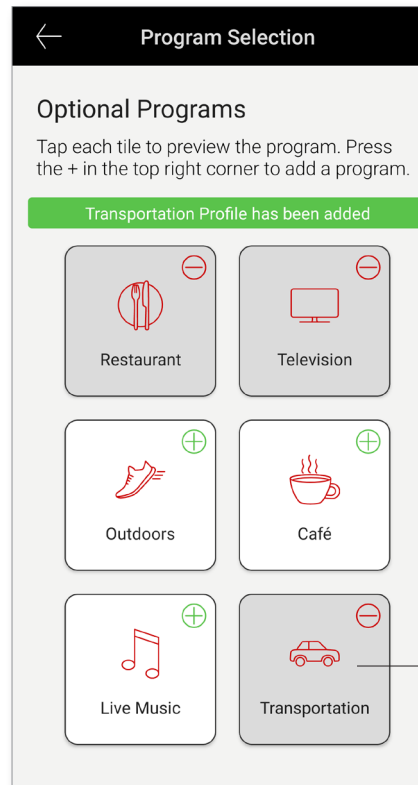 Program Selection
Optional Programs
Tap each tile to preview the program. Press
the + in the top right corner to add a program.
Transportation Profile has been added
Restaurant
Television
Outdoors
Café
Live Music
Transportation